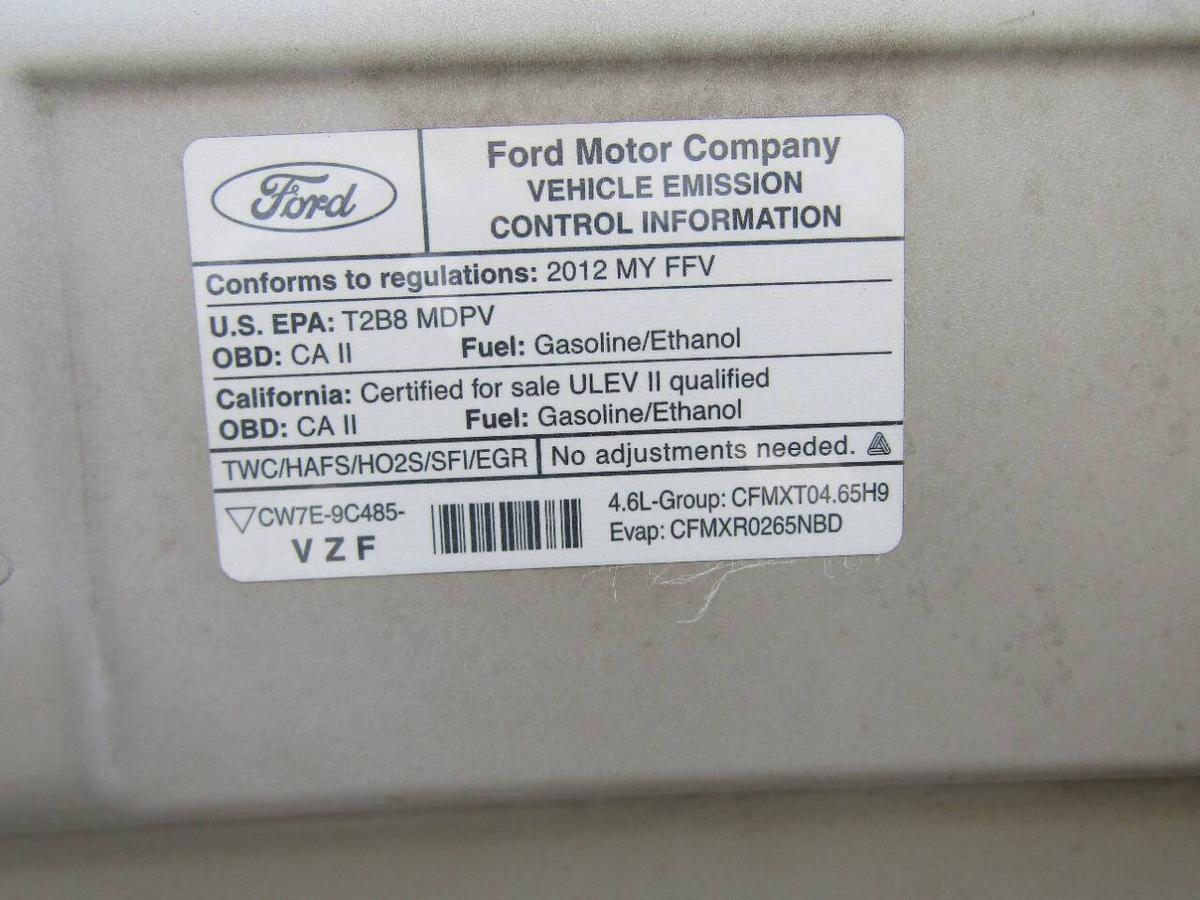 Ford
Ford Motor Company
VEHICLE EMISSION
CONTROL INFORMATION
Conforms to regulations: 2012 MY FFV
U.S. EPA: T2B8 MDPV
OBD: CA II Fuel: Gasoline/Ethanol
California: Certified for sale ULEV II qualified
OBD: CA II Fuel: Gasoline/Ethanol
TWC/HAFS/HO2S/SFI/EGR No adjustments needed.
CW7E-9C485-
V Z F
4.6L-Group: CFMXT04.65H9
Evap: CFMXR0265NBD